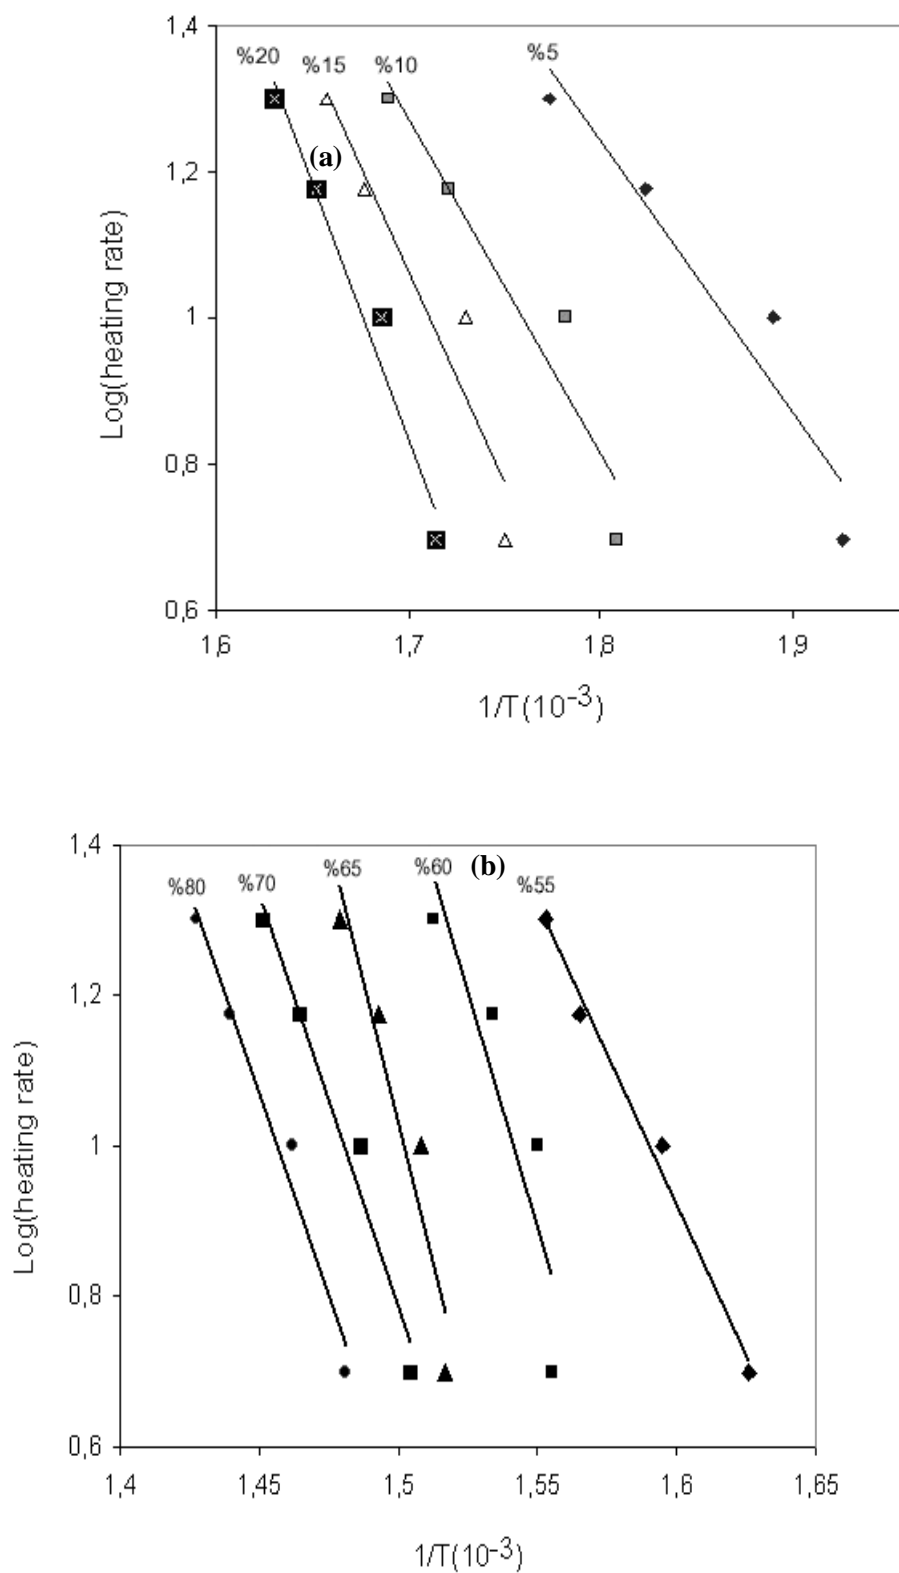 1,4
%20 %15 %10 %5
(a)
1,2
1
0,8
0,6
Log(heating rate)
1,6 1,7 1,8 1,9
1/T(10-3)
1,4
%80 %70 %65 %60 (b) %55
1,2
1
0,8
0,6
Log(heating rate)
1,4 1,45 1,5 1,55 1,6 1,65
1/T(10-3)